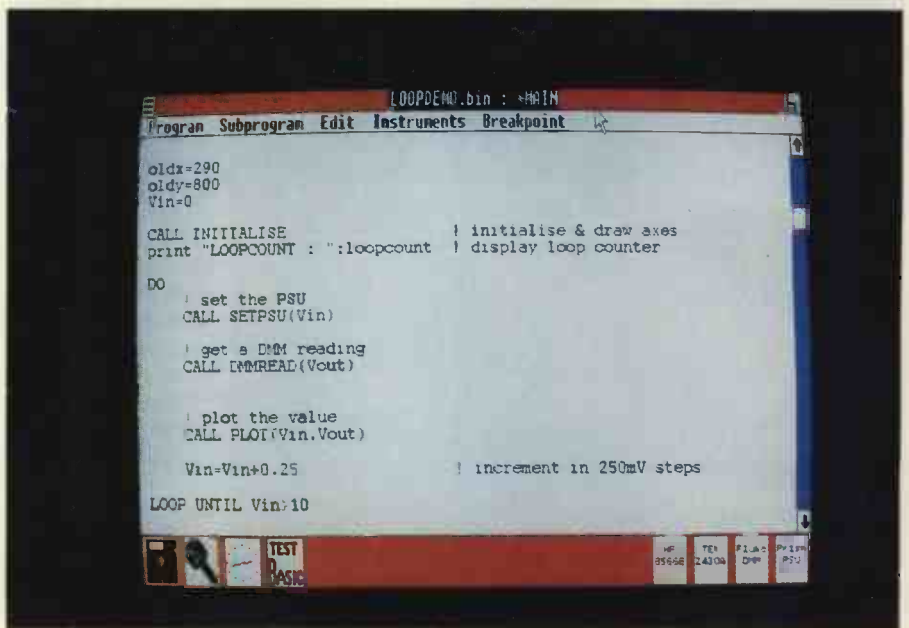 LOOPDEMO.bin : *MAIN
Program Subprogram Edit Instruments Breakpoint
oldx=290
oldy=800
Vin=0
CALL INITIALISE ! initialise & draw axes
print "LOOPCOUNT : ":loopcount ! display loop counter
DO
! set the PSU
CALL SETPSU(Vin)
! get a DMM reading
CALL DMMREAD(Vout)
! plot the value
CALL PLOT(Vin,Vout)
Vin=Vin+0.25 ! increment in 250mV steps
LOOP UNTIL Vin>10
TEST
BASIC
HP TEK Fluke Prism
8566B 2430A DMM PSU